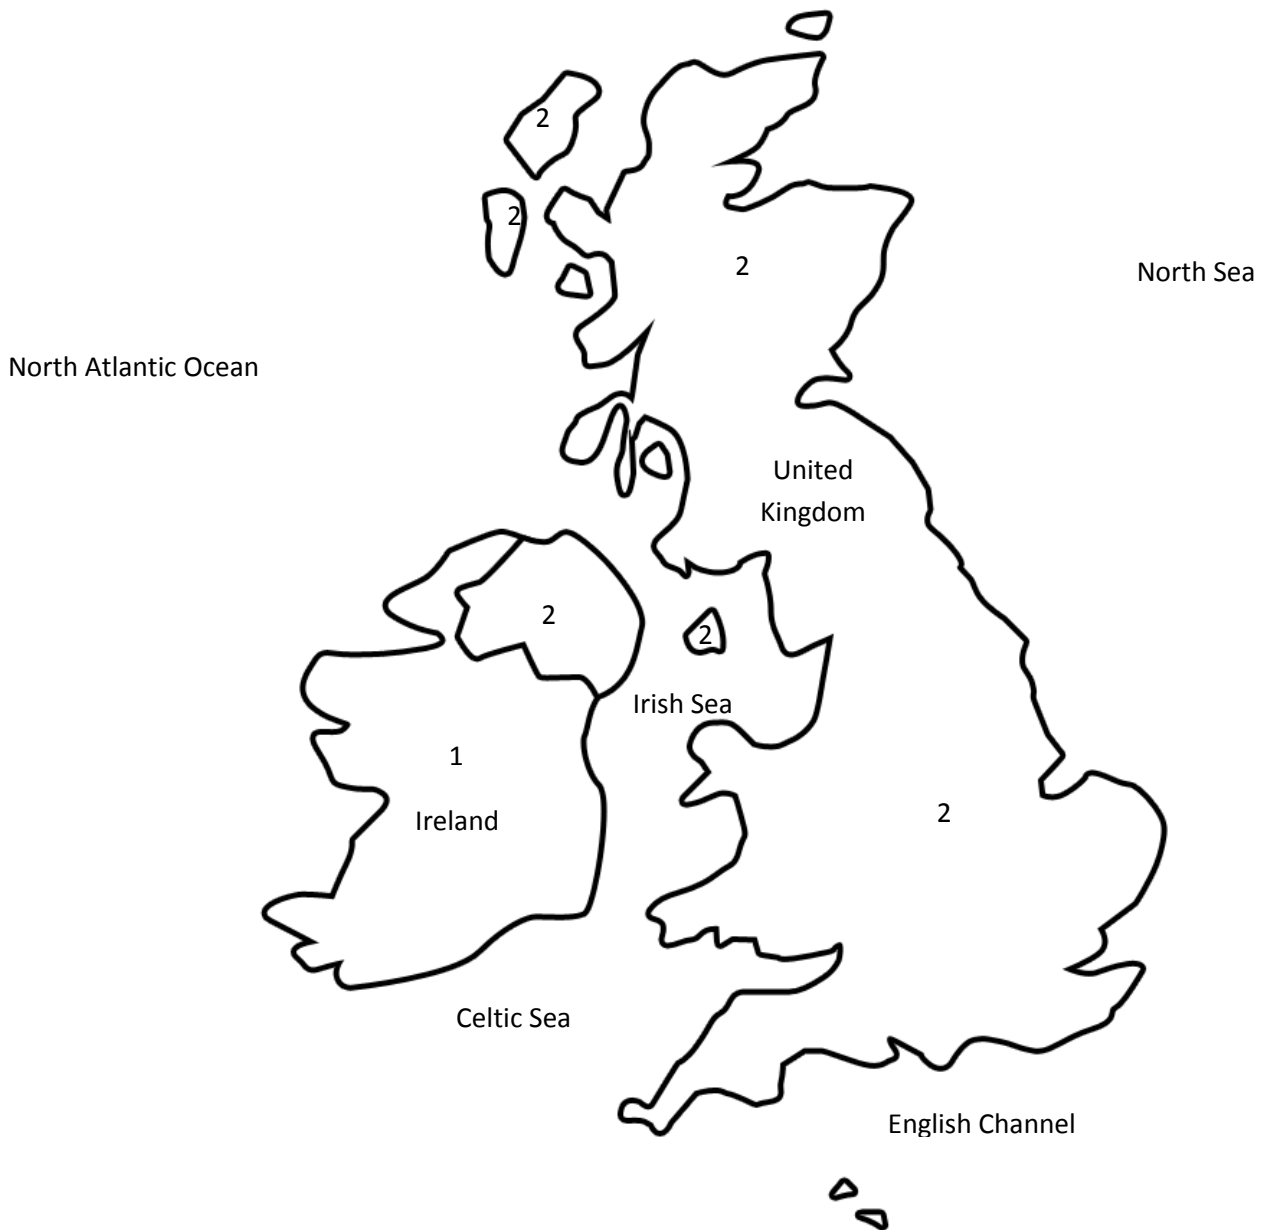 2
2
2
North Sea
North Atlantic Ocean
United
Kingdom
2
2
Irish Sea
1
2
Ireland
Celtic Sea
English Channel